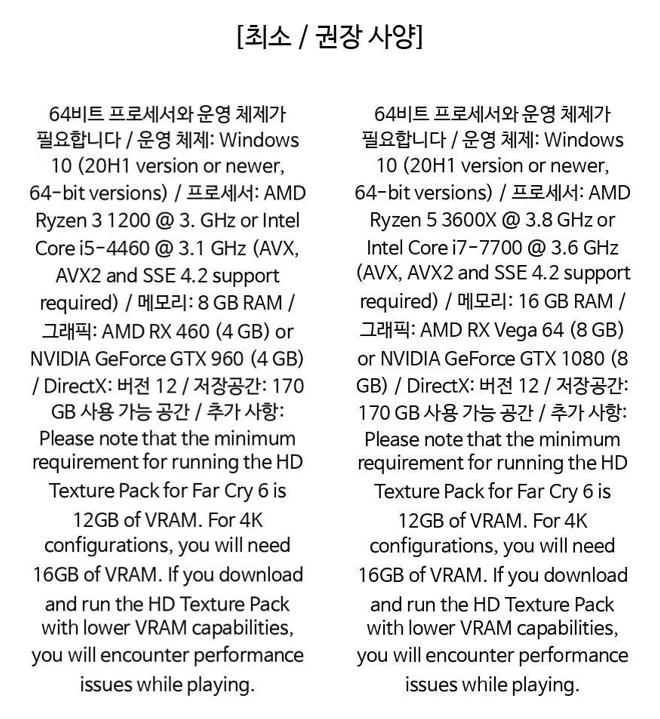 [최소 / 권장 사양]
64비트 프로세서와 운영 체제가
필요합니다 / 운영 체제: Windows
10 (20H1 version or newer,
64-bit versions) / 프로세서: AMD
Ryzen 3 1200 @ 3. GHz or Intel
Core i5-4460 @ 3.1 GHz (AVX,
AVX2 and SSE 4.2 support
required) / 메모리: 8 GB RAM /
그래픽: AMD RX 460 (4 GB) or
NVIDIA GeForce GTX 960 (4 GB)
/ DirectX: 버전 12 / 저장공간: 170
GB 사용 가능 공간 / 추가 사항:
Please note that the minimum
requirement for running the HD
Texture Pack for Far Cry 6 is
12GB of VRAM. For 4K
configurations, you will need
16GB of VRAM. If you download
and run the HD Texture Pack
with lower VRAM capabilities,
you will encounter performance
issues while playing.
64비트 프로세서와 운영 체제가
필요합니다 / 운영 체제: Windows
10 (20H1 version or newer,
64-bit versions) / 프로세서: AMD
Ryzen 5 3600X @ 3.8 GHz or
Intel Core i7-7700 @ 3.6 GHz
(AVX, AVX2 and SSE 4.2 support
required) / 메모리: 16 GB RAM /
그래픽: AMD RX Vega 64 (8 GB)
or NVIDIA GeForce GTX 1080 (8
GB) / DirectX: 버전 12 / 저장공간:
170 GB 사용 가능 공간 / 추가 사항:
Please note that the minimum
requirement for running the HD
Texture Pack for Far Cry 6 is
12GB of VRAM. For 4K
configurations, you will need
16GB of VRAM. If you download
and run the HD Texture Pack
with lower VRAM capabilities,
you will encounter performance
issues while playing.